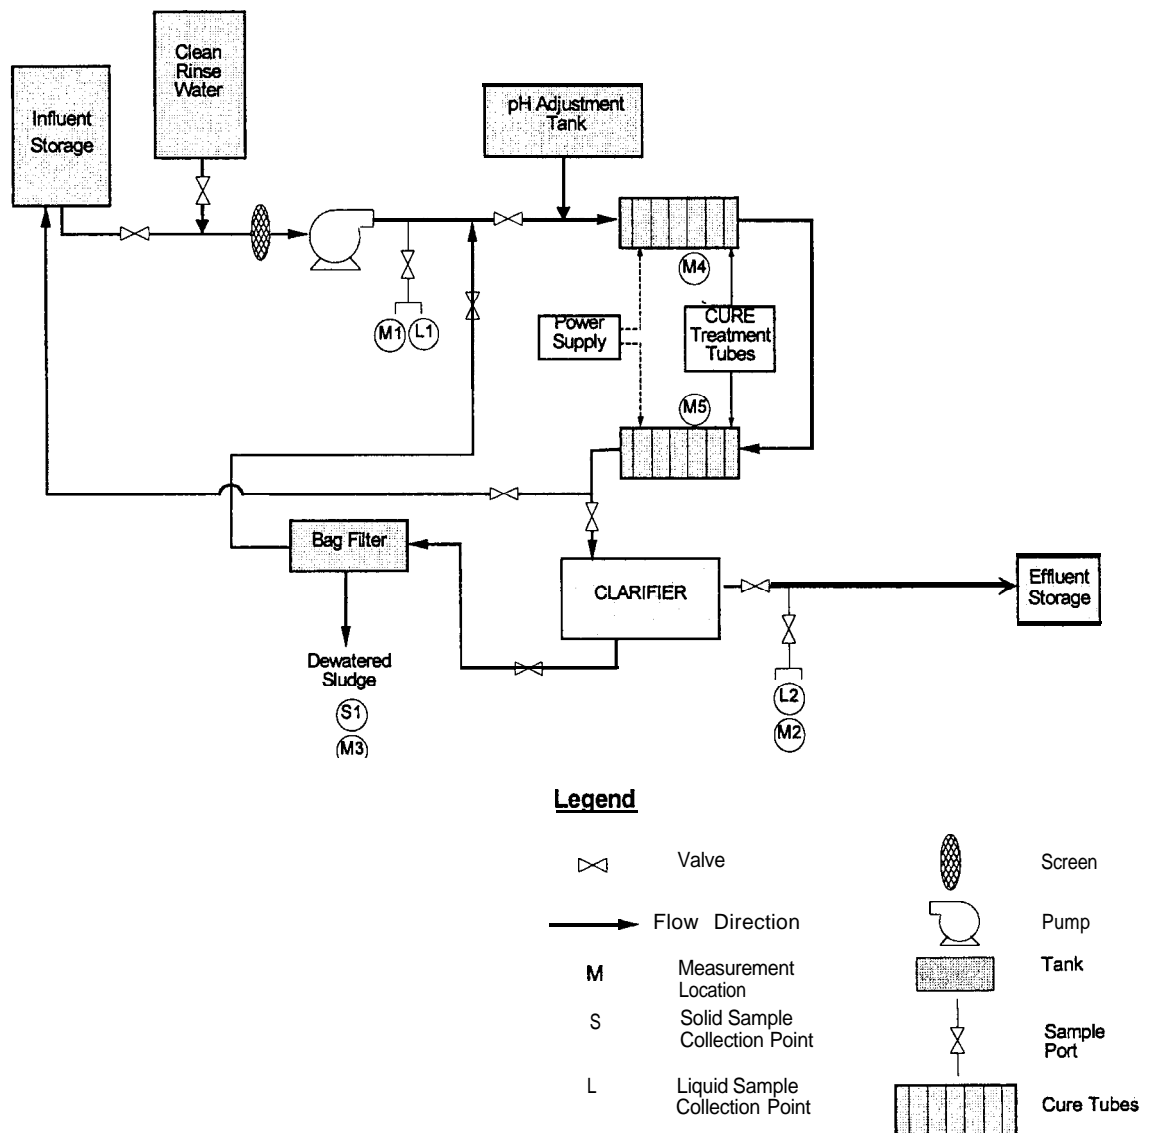 Clean
Rinse
Water
Influent
Storage
pH Adjustment
Tank
M4
M1
L1
Power
Supply
CURE
Treatment
Tubes
M5
Bag Filter
CLARIFIER
Effluent
Storage
Dewatered
Sludge
S1
M3
L2
M2
Legend
Valve
Screen
Flow Direction
Pump
M
Measurement
Location
Tank
S
Solid Sample
Collection Point
Sample
Port
L
Liquid Sample
Collection Point
Cure Tubes